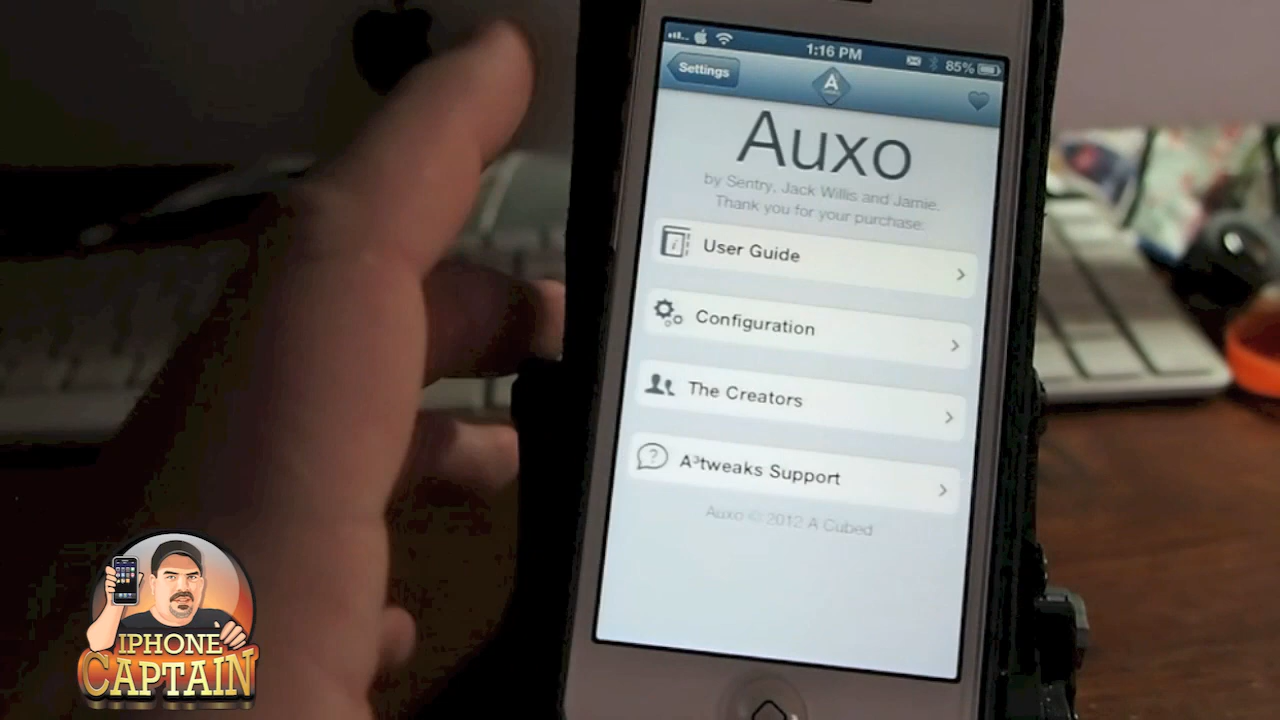 1:16 PM
85%
Settings
A
Auxo
by Sentry, Jack Willis and Jamie.
Thank you for your purchase.
User Guide
Configuration
The Creators
A³tweaks Support
Auxo © 2012 A Cubed
IPHONE
CAPTAIN